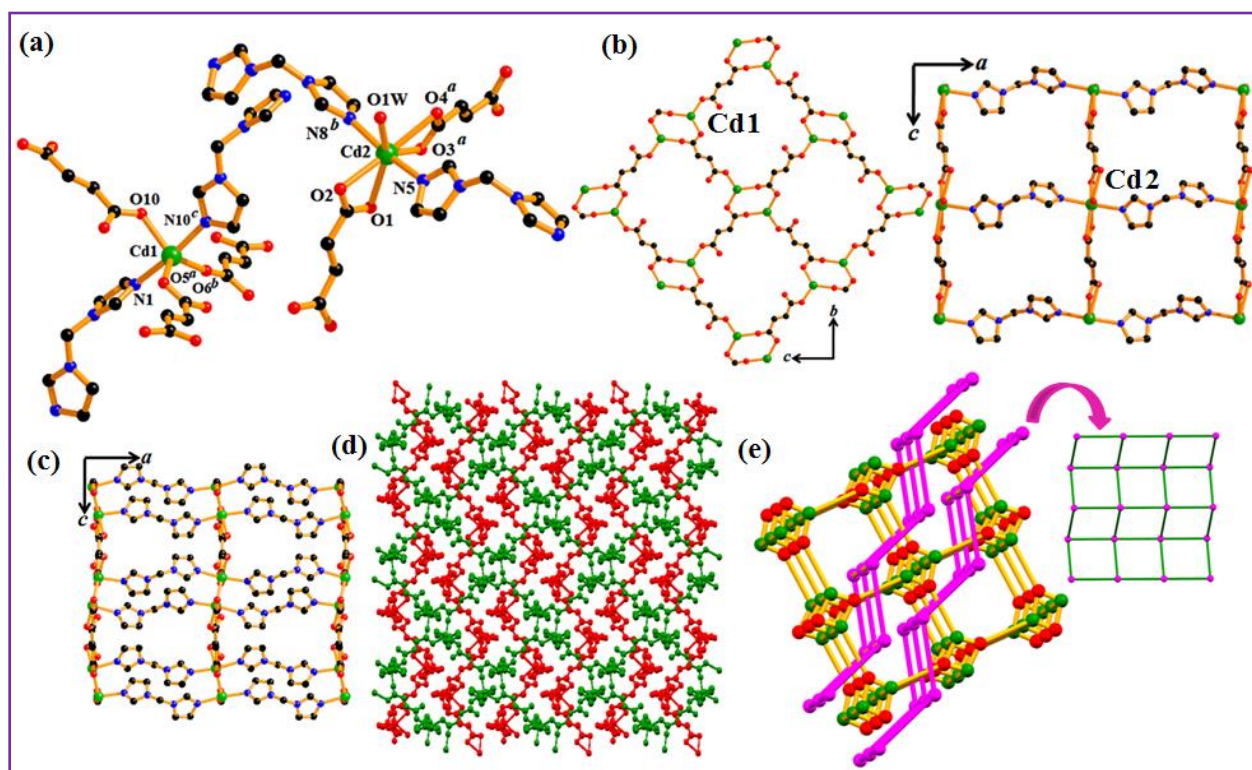 (a)
O1W
O4a
N8b
Cd2
O3a
O2
N5
O1
O10
N10c
Cd1
O5a
O6b
N1
(b)
Cd1
b
c
a
c
Cd2
(c)
a
c
(d)
(e)